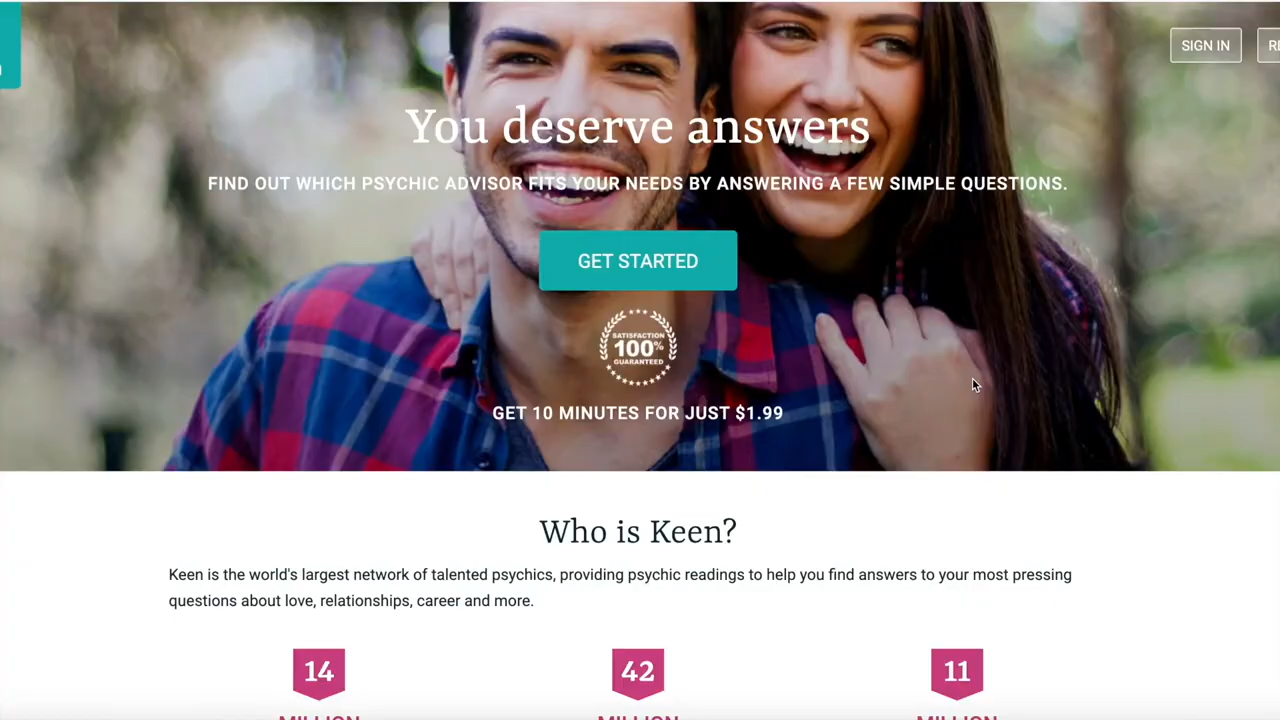 SIGN IN
You deserve answers
FIND OUT WHICH PSYCHIC ADVISOR FITS YOUR NEEDS BY ANSWERING A FEW SIMPLE QUESTIONS.
GET STARTED
SATISFACTION
100%
GUARANTEED
GET 10 MINUTES FOR JUST $1.99
Who is Keen?
Keen is the world's largest network of talented psychics, providing psychic readings to help you find answers to your most pressing
questions about love, relationships, career and more.
14 42 11
MILLION MILLION MILLION